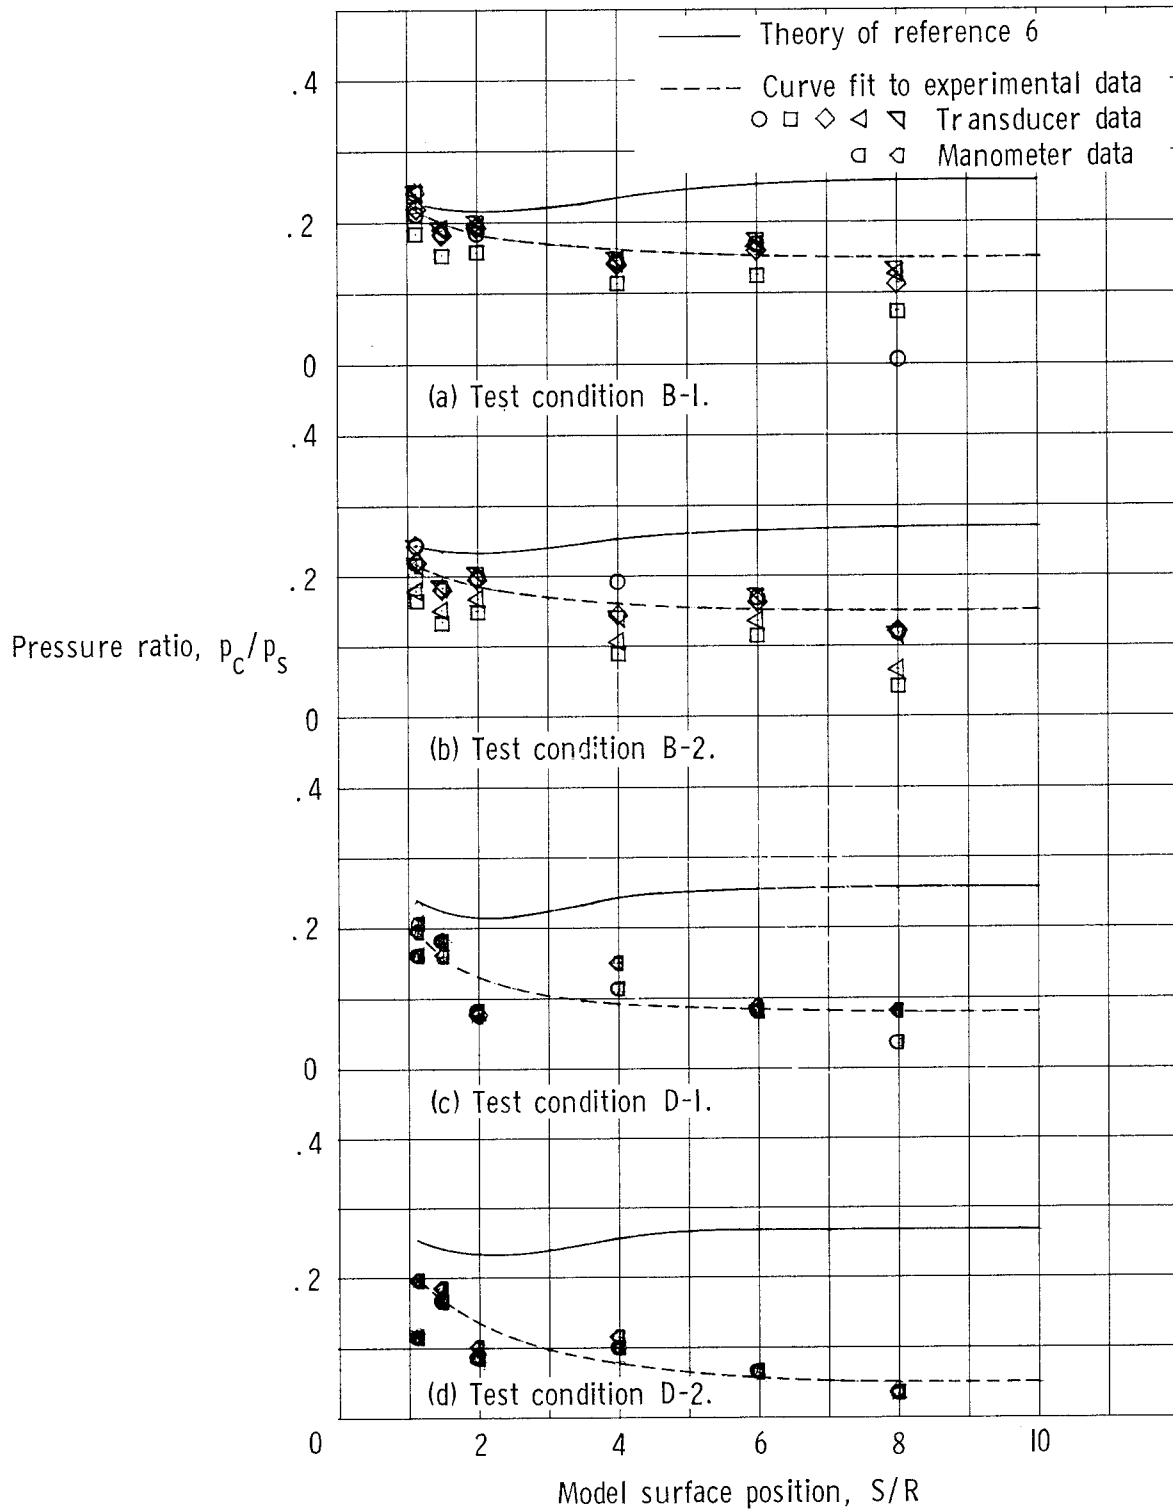 Theory of reference 6
Curve fit to experimental data
Transducer data
Manometer data
.4
.2
0
(a) Test condition B-1.
.4
.2
0
(b) Test condition B-2.
Pressure ratio, pc/ps
.4
.2
0
(c) Test condition D-1.
.4
.2
(d) Test condition D-2.
0 2 4 6 8 10
Model surface position, S/R